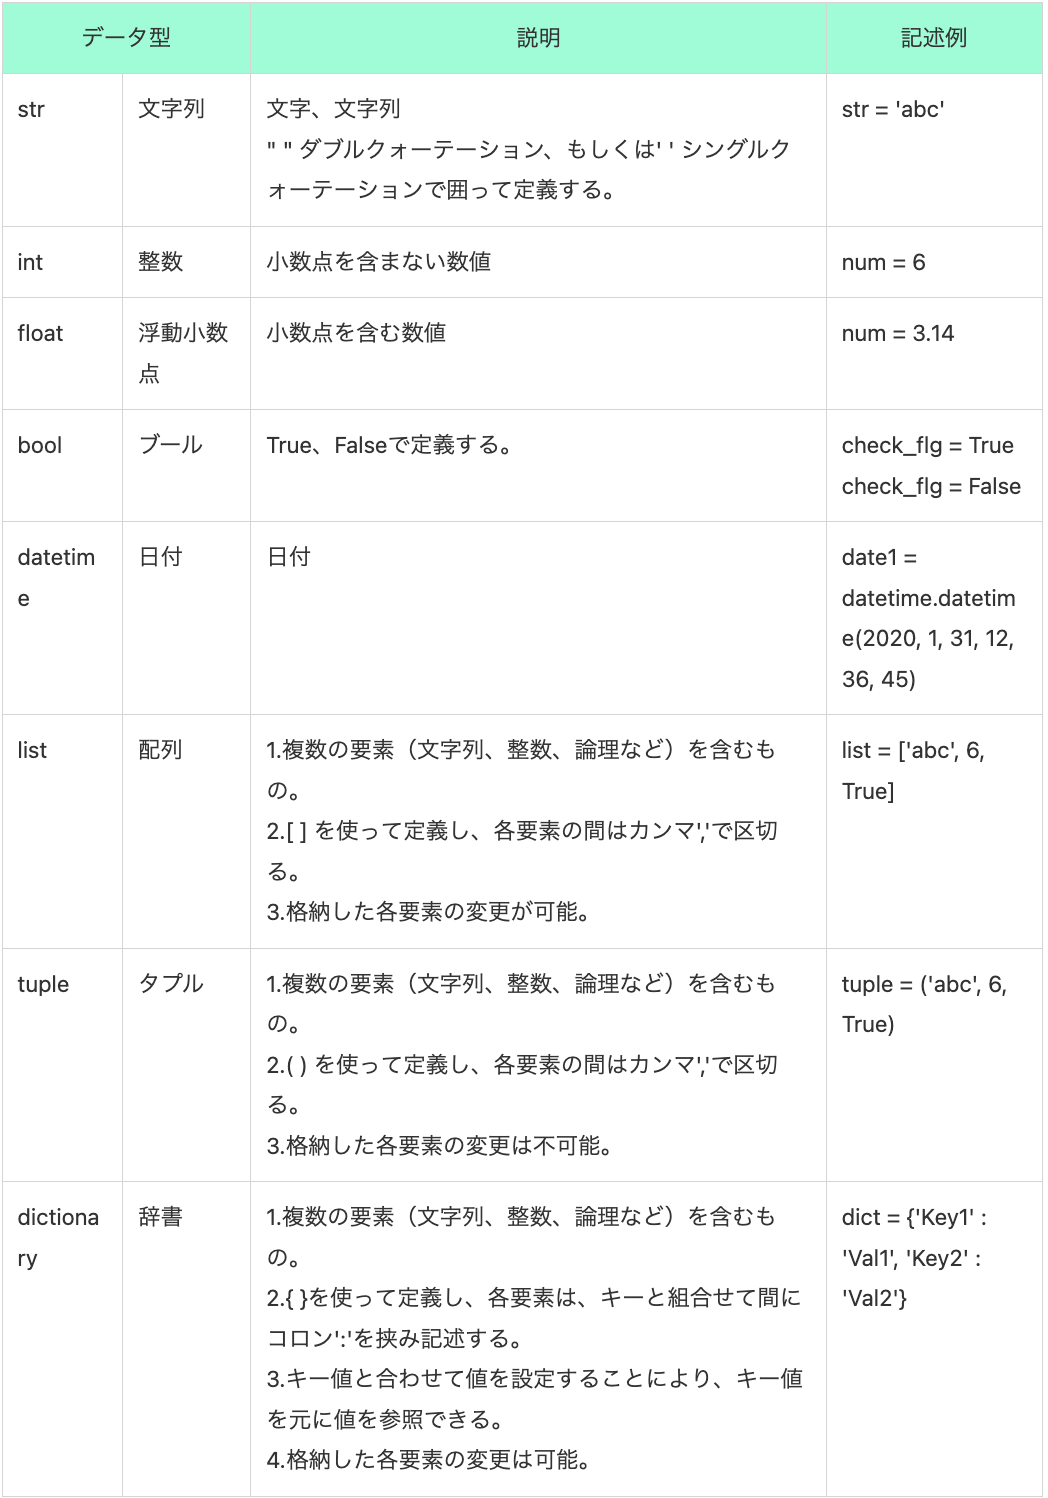 データ型 説明 記述例
str 文字列 文字、文字列 str = 'abc'
" " ダブルクォーテーション、もしくは' ' シングルク
ォーテーションで囲って定義する。
int 整数 小数点を含まない数値 num = 6
float 浮動小数 小数点を含む数値 num = 3.14
点
bool ブール True、Falseで定義する。 check_flg = True
check_flg = False
datetim 日付 日付 date1 =
e datetime.datetim
e(2020, 1, 31, 12,
36, 45)
list 配列 1.複数の要素（文字列、整数、論理など）を含むも list = ['abc', 6,
の。 True]
2.[ ] を使って定義し、各要素の間はカンマ','で区切
る。
3.格納した各要素の変更が可能。
tuple タプル 1.複数の要素（文字列、整数、論理など）を含むも tuple = ('abc', 6,
の。 True)
2.( ) を使って定義し、各要素の間はカンマ','で区切
る。
3.格納した各要素の変更は不可能。
dictiona 辞書 1.複数の要素（文字列、整数、論理など）を含むも dict = {'Key1' :
ry の。 'Val1', 'Key2' :
2.{ }を使って定義し、各要素は、キーと組合せて間に 'Val2'}
コロン':'を挟み記述する。
3.キー値と合わせて値を設定することにより、キー値
を元に値を参照できる。
4.格納した各要素の変更は可能。